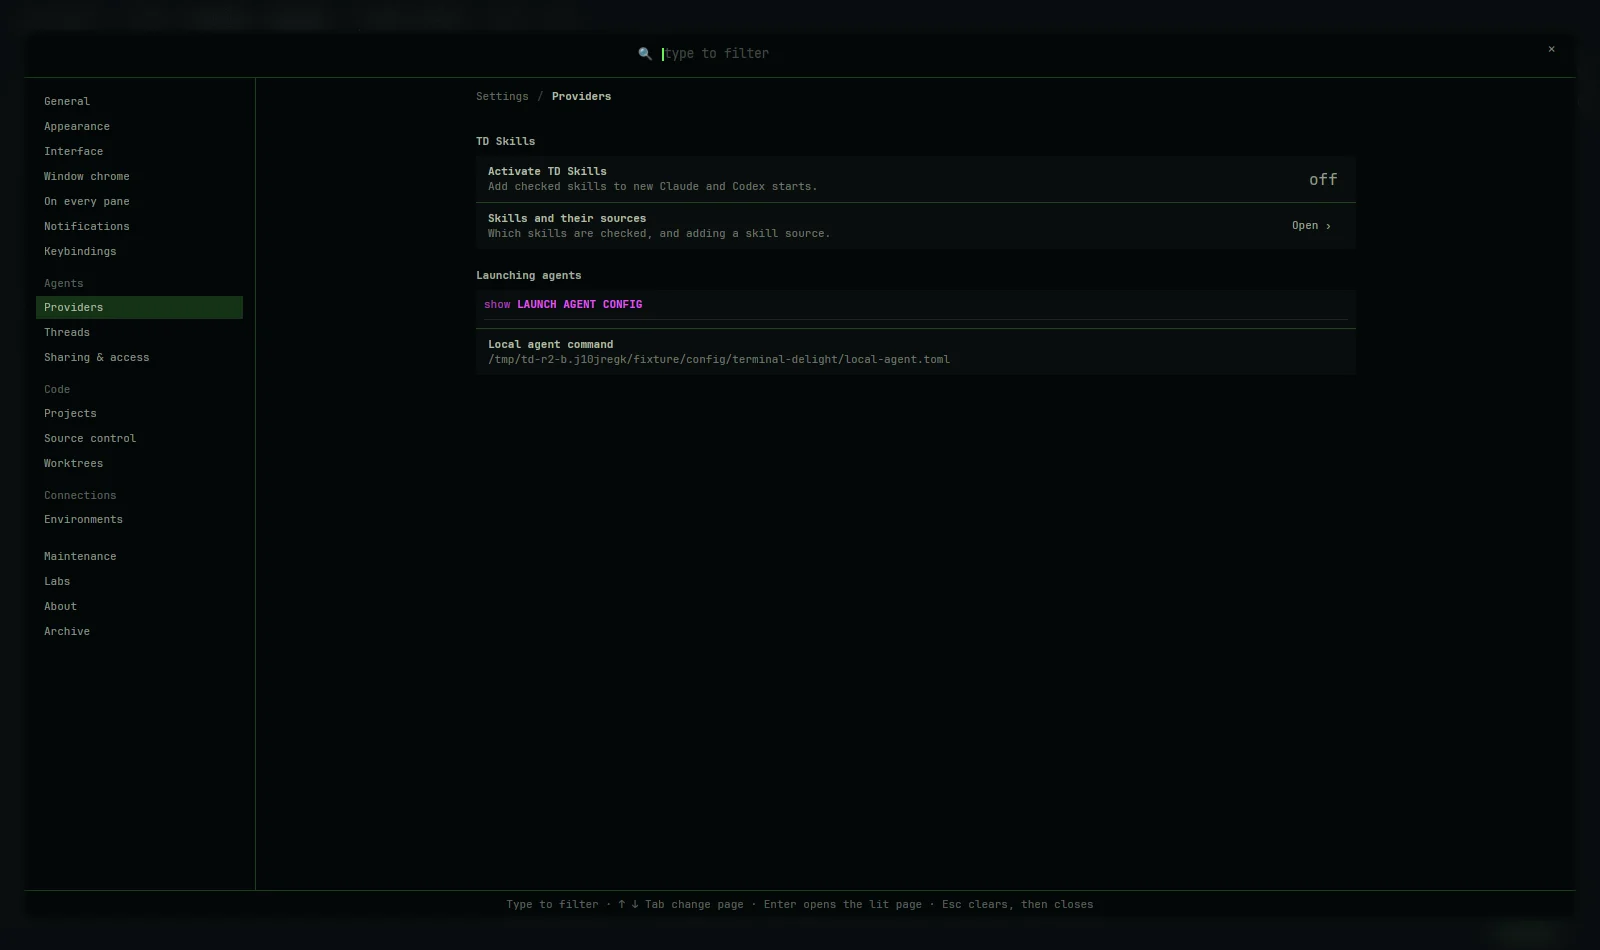 type to filter
×
General
Appearance
Interface
Window chrome
On every pane
Notifications
Keybindings
Agents
Providers
Threads
Sharing & access
Code
Projects
Source control
Worktrees
Connections
Environments
Maintenance
Labs
About
Archive
Settings / Providers
TD Skills
Activate TD Skills
Add checked skills to new Claude and Codex starts.
off
Skills and their sources
Which skills are checked, and adding a skill source.
Open ›
Launching agents
show LAUNCH AGENT CONFIG
Local agent command
/tmp/td-r2-b.j10jregk/fixture/config/terminal-delight/local-agent.toml
Type to filter · ↑ ↓ Tab change page · Enter opens the lit page · Esc clears, then closes